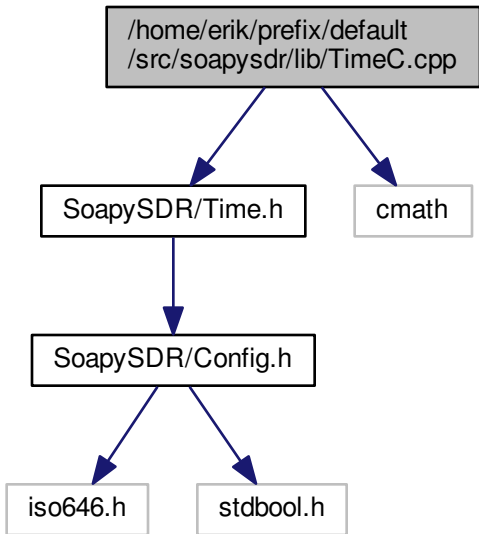 /home/erik/prefix/default
/src/soapysdr/lib/TimeC.cpp
SoapySDR/Time.h
cmath
SoapySDR/Config.h
iso646.h
stdbool.h